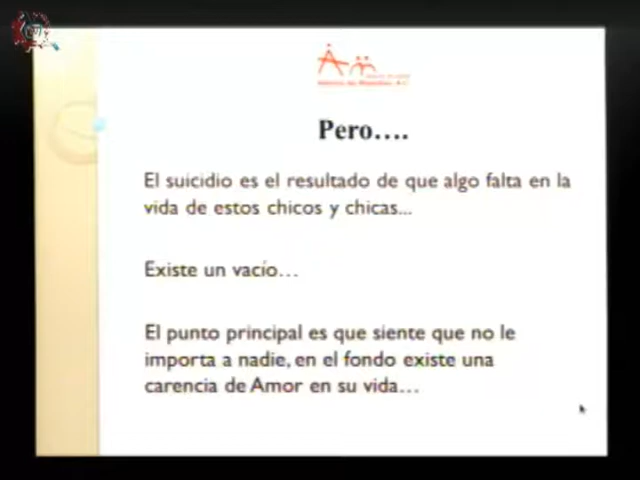 Pero....
El suicidio es el resultado de que algo falta en la
vida de estos chicos y chicas...
Existe un vacío...
El punto principal es que siente que no le
importa a nadie, en el fondo existe una
carencia de Amor en su vida...